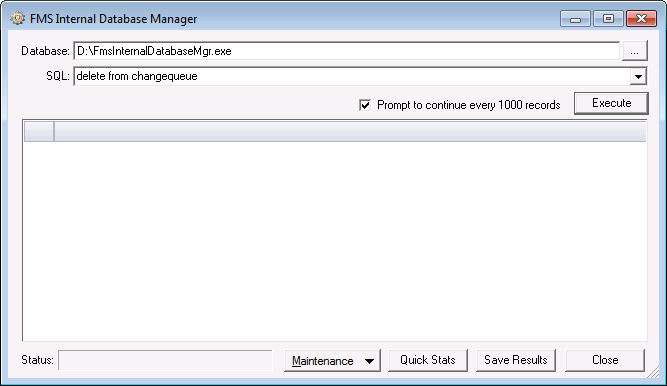 FMS Internal Database Manager
Database: D:\FmsInternalDatabaseMgr.exe ...
SQL: delete from changequeue
Prompt to continue every 1000 records Execute
Status: Maintenance Quick Stats Save Results Close